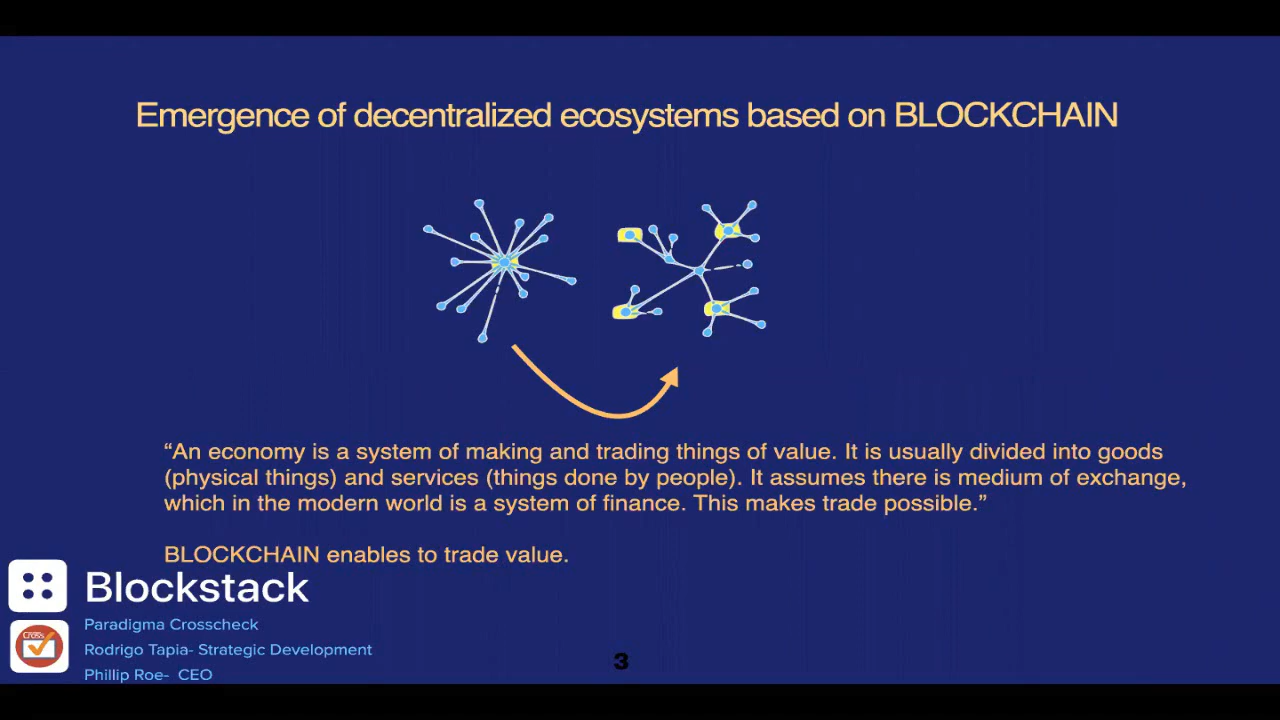 Emergence of decentralized ecosystems based on BLOCKCHAIN
“An economy is a system of making and trading things of value. It is usually divided into goods
(physical things) and services (things done by people). It assumes there is medium of exchange,
which in the modern world is a system of finance. This makes trade possible.”
BLOCKCHAIN enables to trade value.
Blockstack
Cross
Paradigma Crosscheck
Rodrigo Tapia- Strategic Development
Phillip Roe- CEO
3